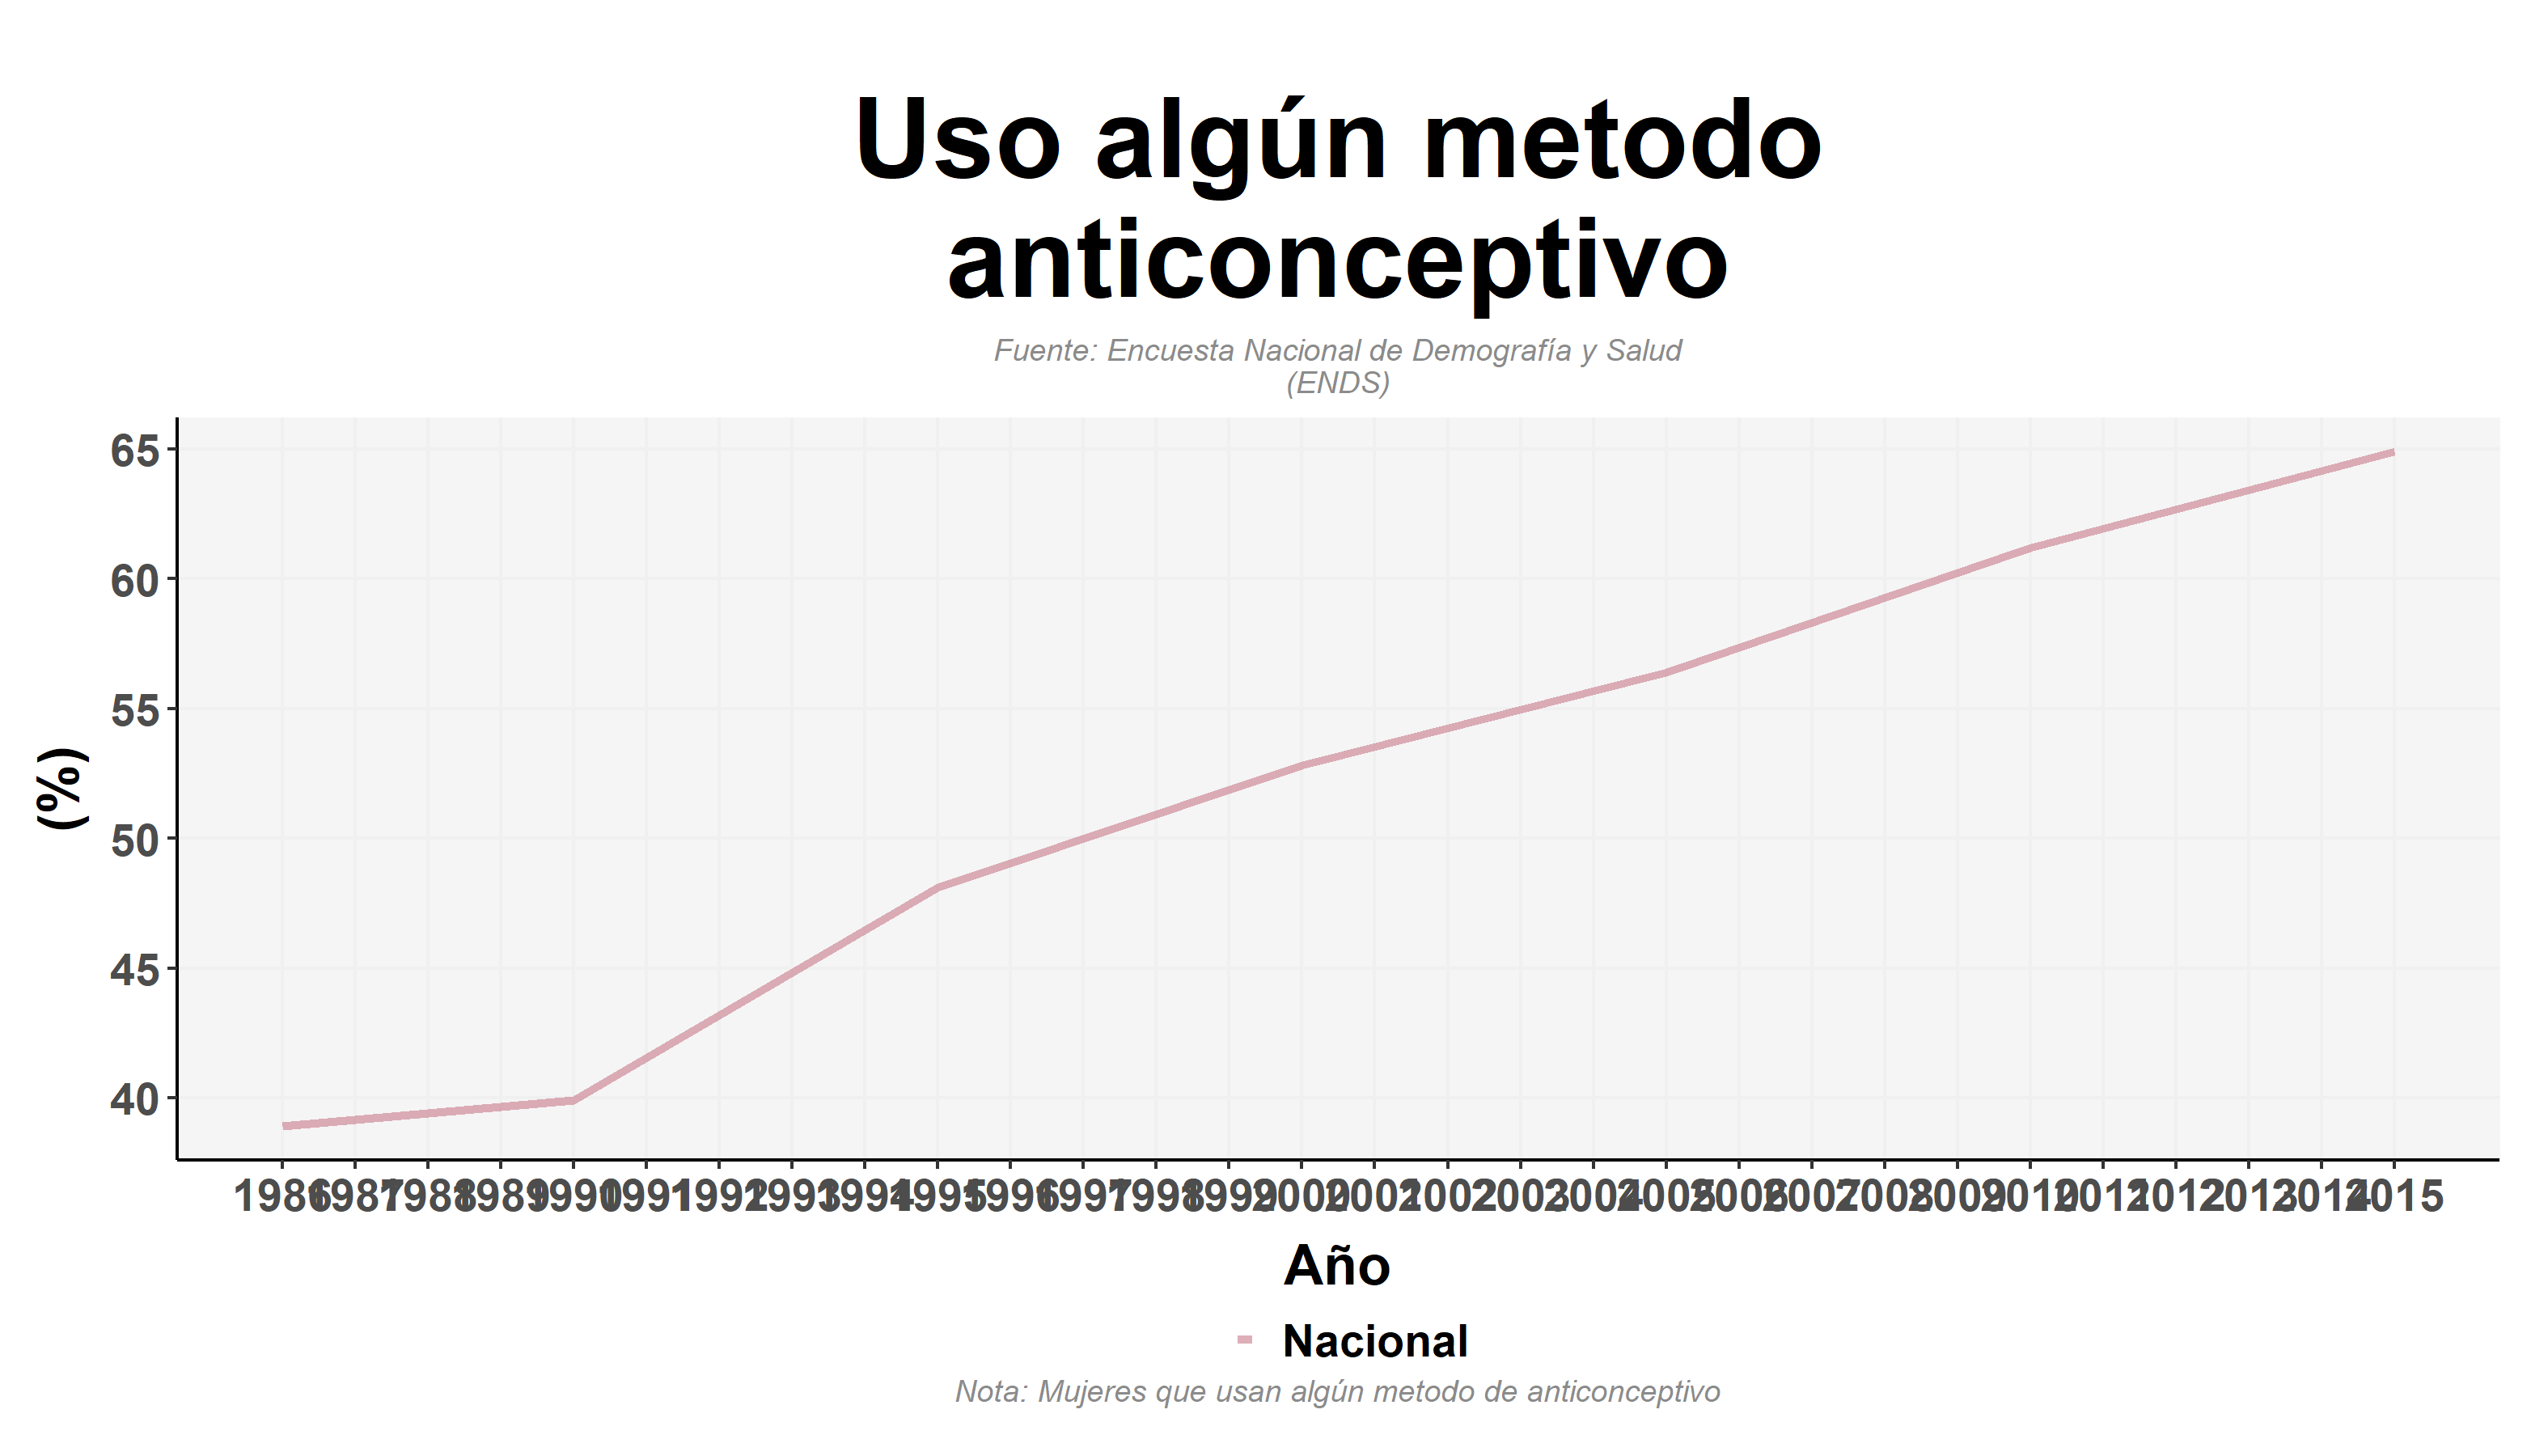 Uso algún metodo
anticonceptivo
Fuente: Encuesta Nacional de Demografía y Salud
(ENDS)
65
60
55
50
45
40
(%)
1986 1987 1988 1989 1990 1991 1992 1993 1994 1995 1996 1997 1998 1999 2000 2001 2002 2003 2004 2005 2006 2007 2008 2009 2010 2011 2012 2013 2014 2015
Año
Nacional
Nota: Mujeres que usan algún metodo de anticonceptivo